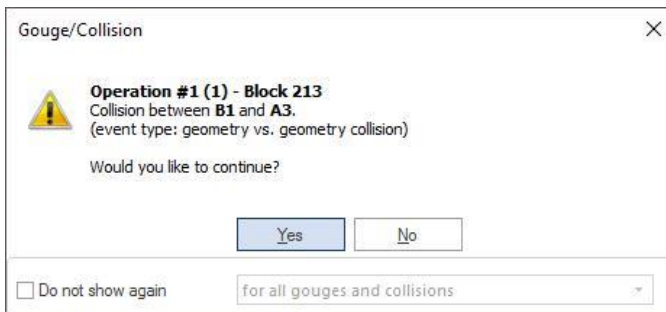 Gouge/Collision
Operation #1 (1) - Block 213
Collision between B1 and A3.
(event type: geometry vs. geometry collision)
Would you like to continue?
Yes
No
Do not show again
for all gouges and collisions